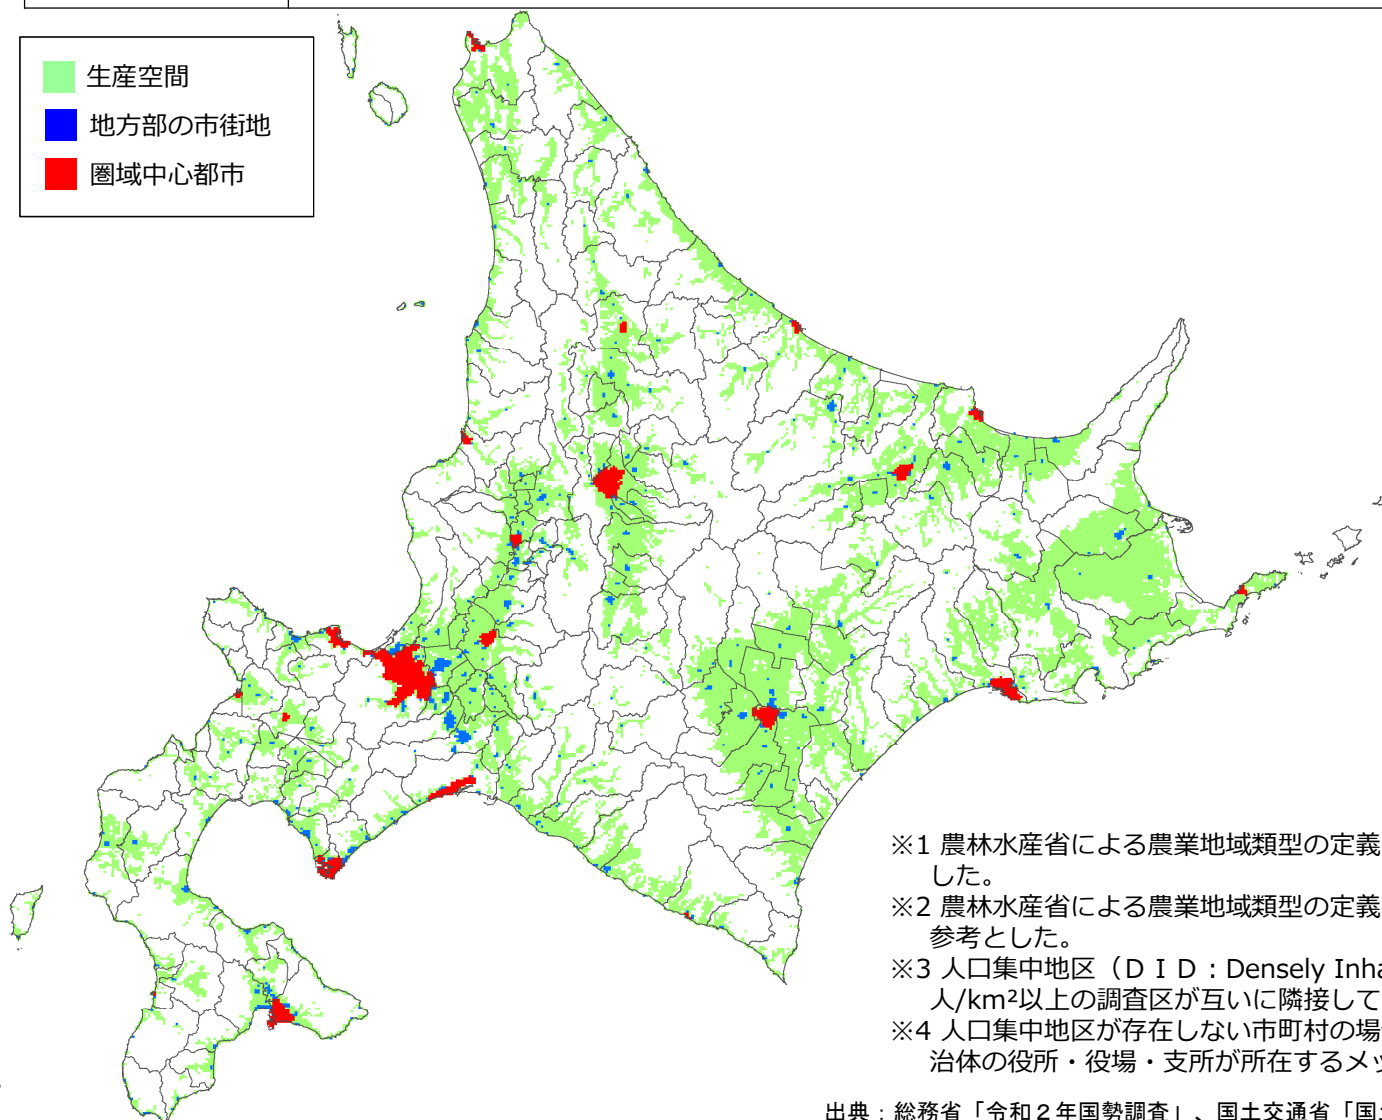 生産空間
地方部の市街地
圏域中心都市
※1 農林水産省による農業地域類型の定義
した。
※2 農林水産省による農業地域類型の定義
参考とした。
※3 人口集中地区（ＤＩＤ：Densely Inha
人/km²以上の調査区が互いに隣接して
※4 人口集中地区が存在しない市町村の場
治体の役所・役場・支所が所在するメッ
出典：総務省「令和２年国勢調査」、国土交通省「国土